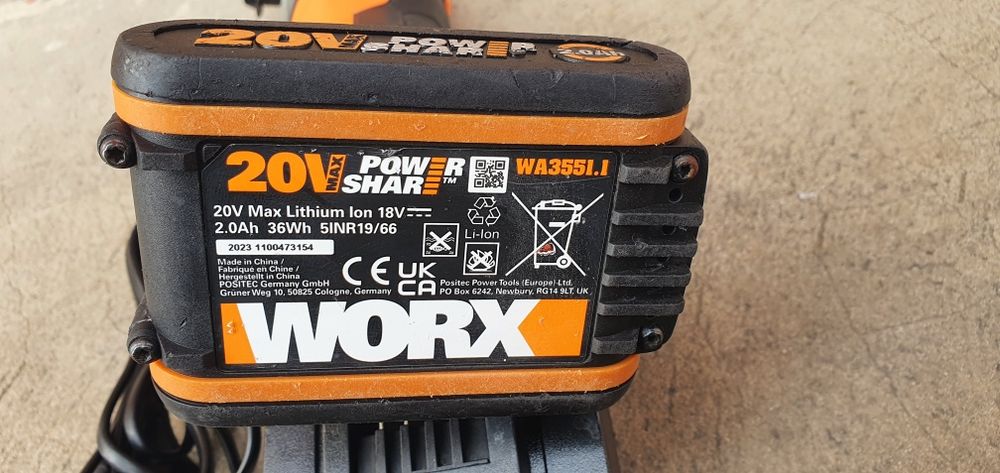 20V MAX POWER SHARE 2.0Ah
20V MAX POWER SHARE™ WA3551.1
20V Max Lithium Ion 18V
2.0Ah 36Wh 5INR19/66
Li-Ion
2023 1100473154
Made in China /
Fabriqué en Chine /
Hergestellt in China
POSITEC Germany GmbH
Grüner Weg 10, 50825 Cologne, Germany
CE UK CA
Positec Power Tools (Europe) Ltd.
PO Box 6242, Newbury, RG14 9LT, UK
WORX